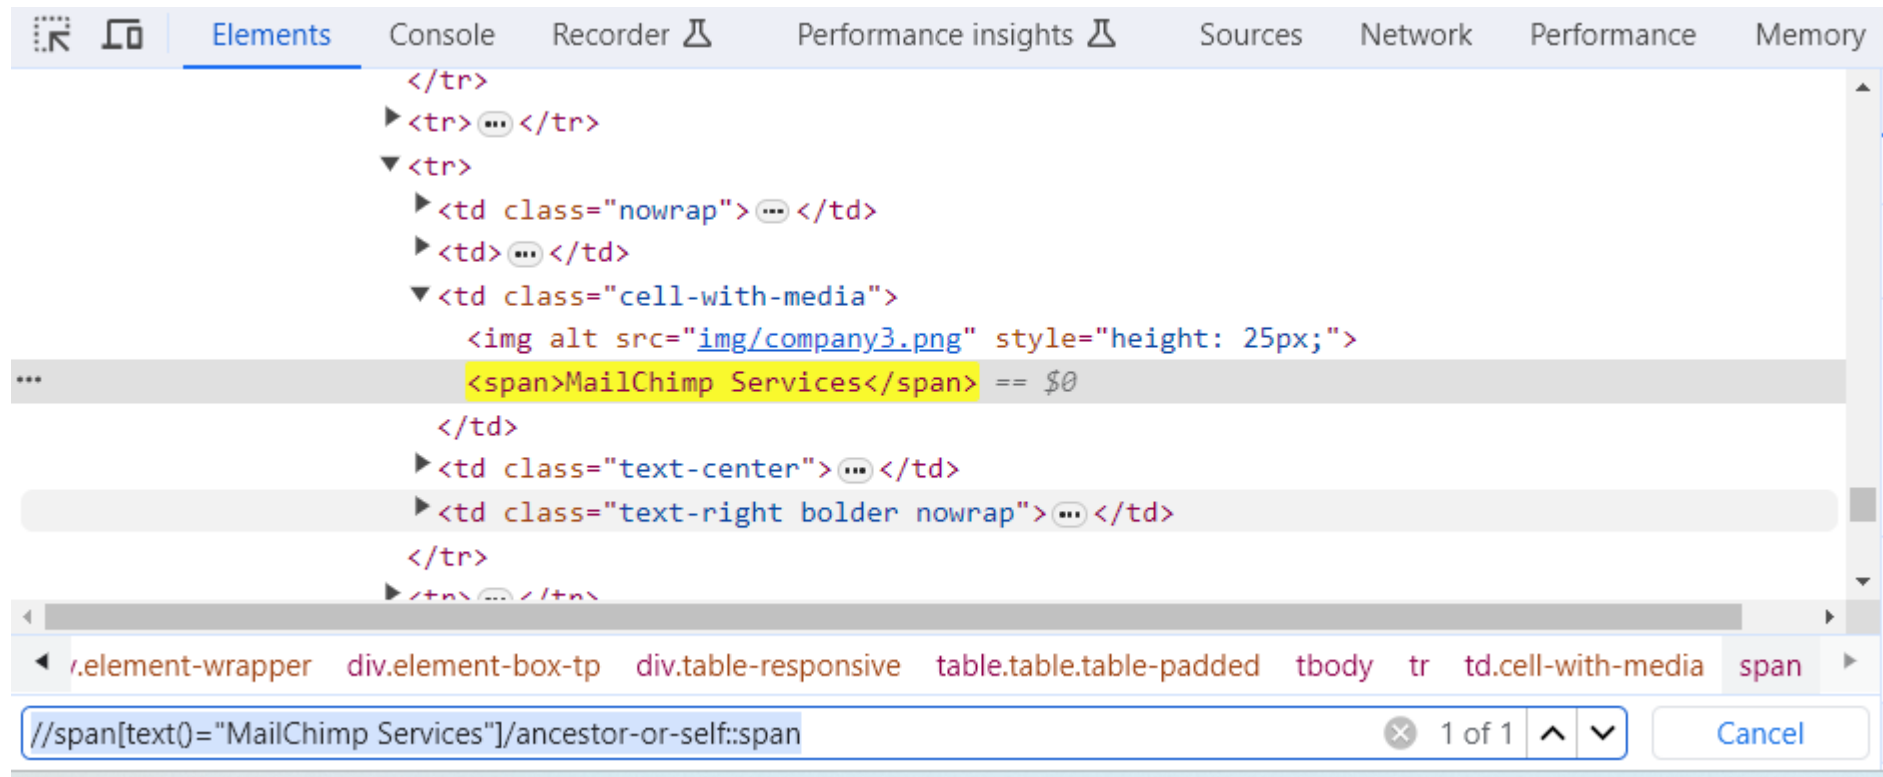 Elements Console Recorder Performance insights Sources Network Performance Memory
</tr>
<tr>…</tr>
<tr>
<td class="nowrap">…</td>
<td>…</td>
<td class="cell-with-media">
<img alt src="img/company3.png" style="height: 25px;">
... <span>MailChimp Services</span> == $0
</td>
<td class="text-center">…</td>
<td class="text-right bolder nowrap">…</td>
</tr>
<tr>…</tr>
.element-wrapper div.element-box-tp div.table-responsive table.table.table-padded tbody tr td.cell-with-media span
//span[text()="MailChimp Services"]/ancestor-or-self::span 1 of 1 Cancel